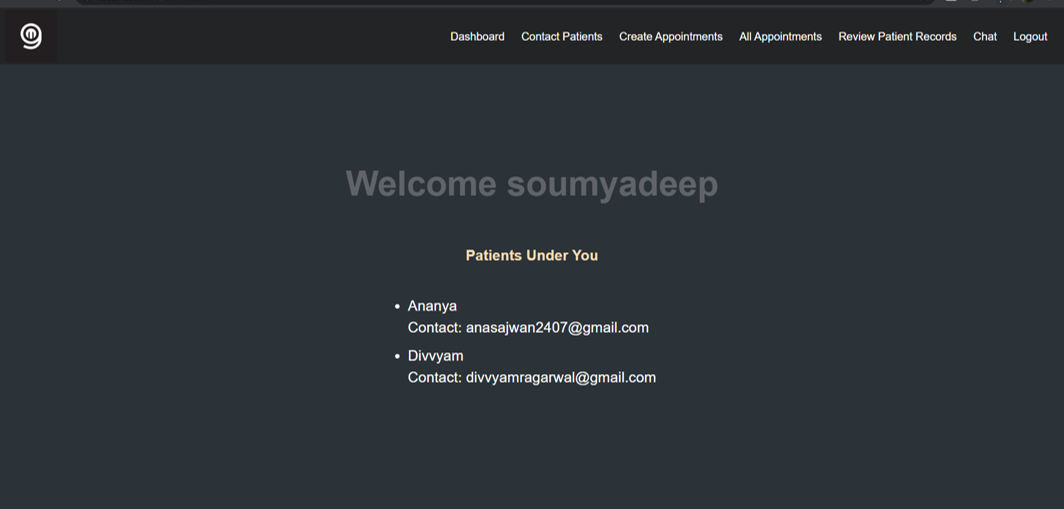 Dashboard Contact Patients Create Appointments All Appointments Review Patient Records Chat Logout
Welcome soumyadeep
Patients Under You
Ananya
Contact: anasajwan2407@gmail.com
Divvyam
Contact: divvyamragarwal@gmail.com